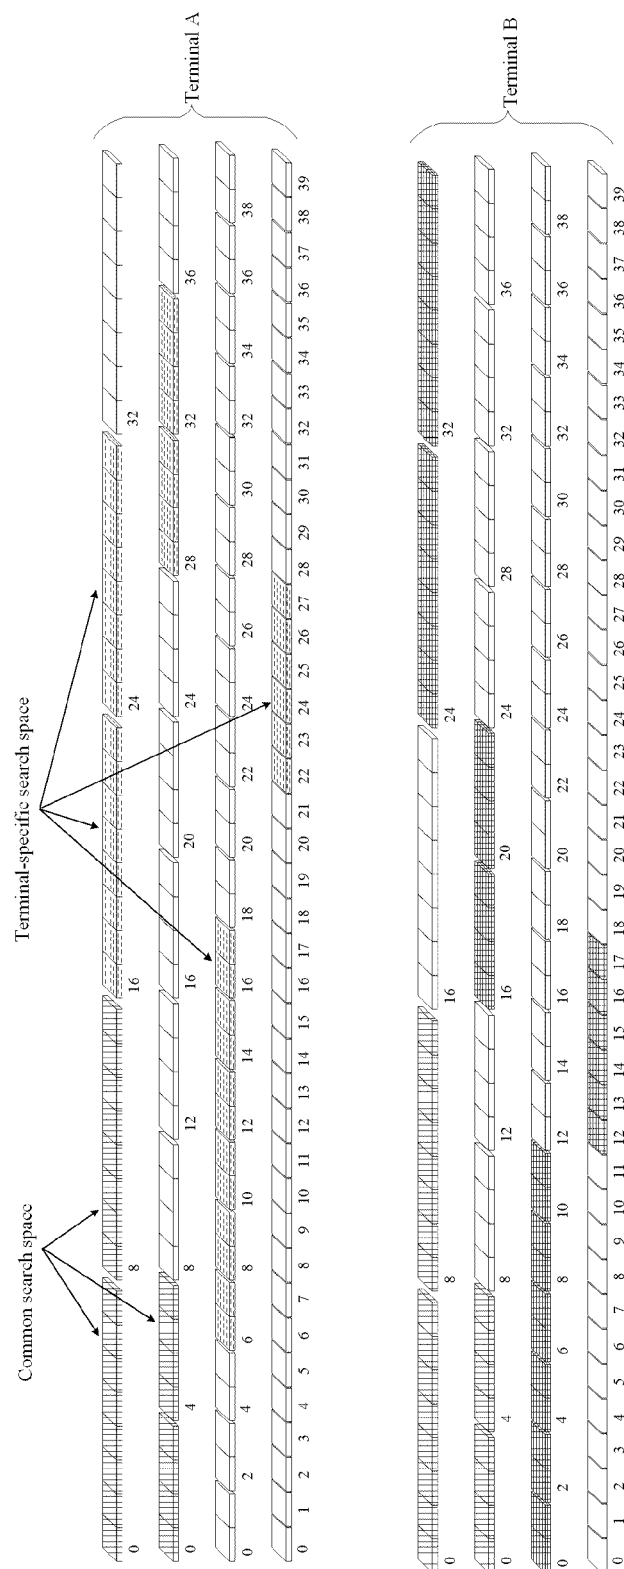 Common search space
Terminal-specific search space
0 8 16 24 32
0 4 8 12 16 20 24 28 32 36
Terminal A
0 2 4 6 8 10 12 14 16 18 20 22 24 26 28 30 32 34 36 38
0 1 2 3 4 5 6 7 8 9 10 11 12 13 14 15 16 17 18 19 20 21 22 23 24 25 26 27 28 29 30 31 32 33 34 35 36 37 38 39
0 8 16 24 32
0 4 8 12 16 20 24 28 32 36
Terminal B
0 2 4 6 8 10 12 14 16 18 20 22 24 26 28 30 32 34 36 38
0 1 2 3 4 5 6 7 8 9 10 11 12 13 14 15 16 17 18 19 20 21 22 23 24 25 26 27 28 29 30 31 32 33 34 35 36 37 38 39